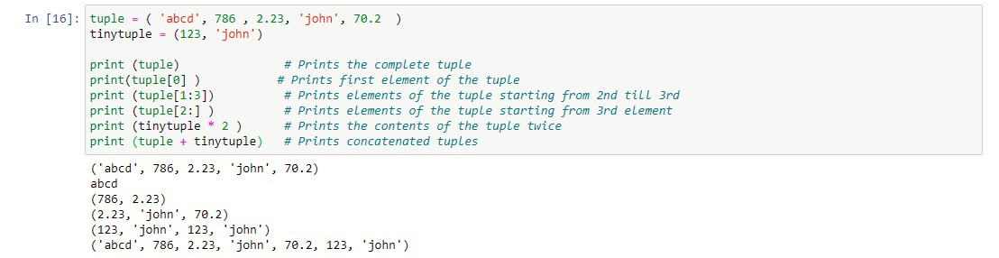 In [16]: tuple = ( 'abcd', 786 , 2.23, 'john', 70.2  )
tinytuple = (123, 'john')
print (tuple)               # Prints the complete tuple
print(tuple[0] )           # Prints first element of the tuple
print (tuple[1:3])          # Prints elements of the tuple starting from 2nd till 3rd
print (tuple[2:] )          # Prints elements of the tuple starting from 3rd element
print (tinytuple * 2 )      # Prints the contents of the tuple twice
print (tuple + tinytuple)   # Prints concatenated tuples
('abcd', 786, 2.23, 'john', 70.2)
abcd
(786, 2.23)
(2.23, 'john', 70.2)
(123, 'john', 123, 'john')
('abcd', 786, 2.23, 'john', 70.2, 123, 'john')